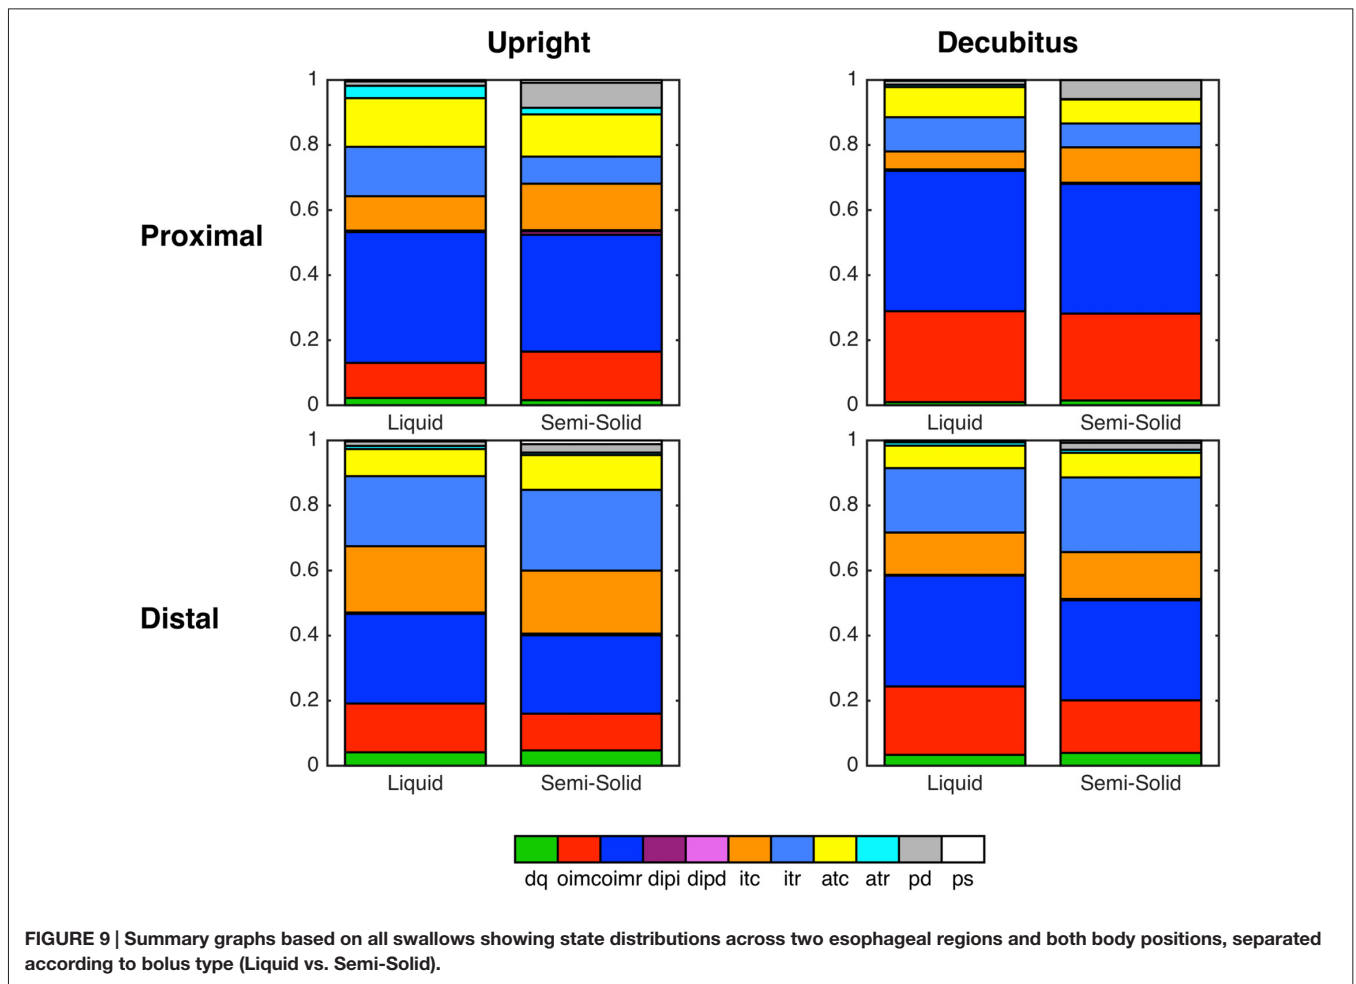 Upright Decubitus
1 1
0.8 0.8
0.6 0.6
Proximal
0.4 0.4
0.2 0.2
0 0
Liquid Semi-Solid Liquid Semi-Solid
1 1
0.8 0.8
0.6 0.6
Distal
0.4 0.4
0.2 0.2
0 0
Liquid Semi-Solid Liquid Semi-Solid
dq oimc oimr dipi dipd itc itr atc atr pd ps
FIGURE 9 | Summary graphs based on all swallows showing state distributions across two esophageal regions and both body positions, separated
according to bolus type (Liquid vs. Semi-Solid).